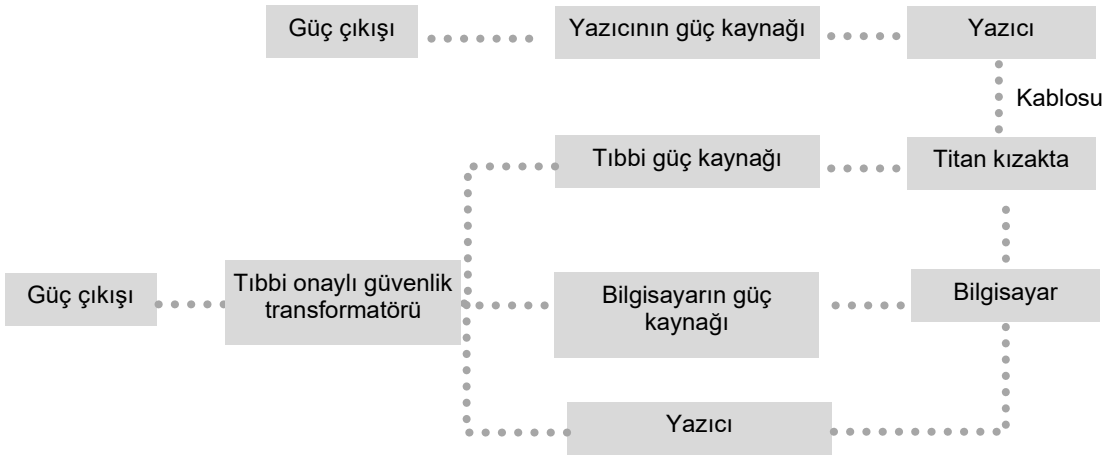 Güç çıkışı
Yazıcının güç kaynağı
Yazıcı
Kablosu
Tıbbi güç kaynağı
Titan kızakta
Güç çıkışı
Tıbbi onaylı güvenlik
transformatörü
Bilgisayarın güç
kaynağı
Bilgisayar
Yazıcı